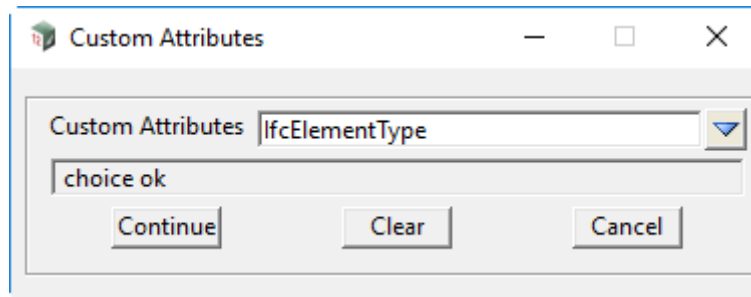 Custom Attributes
Custom Attributes IfcElementType
choice ok
Continue Clear Cancel